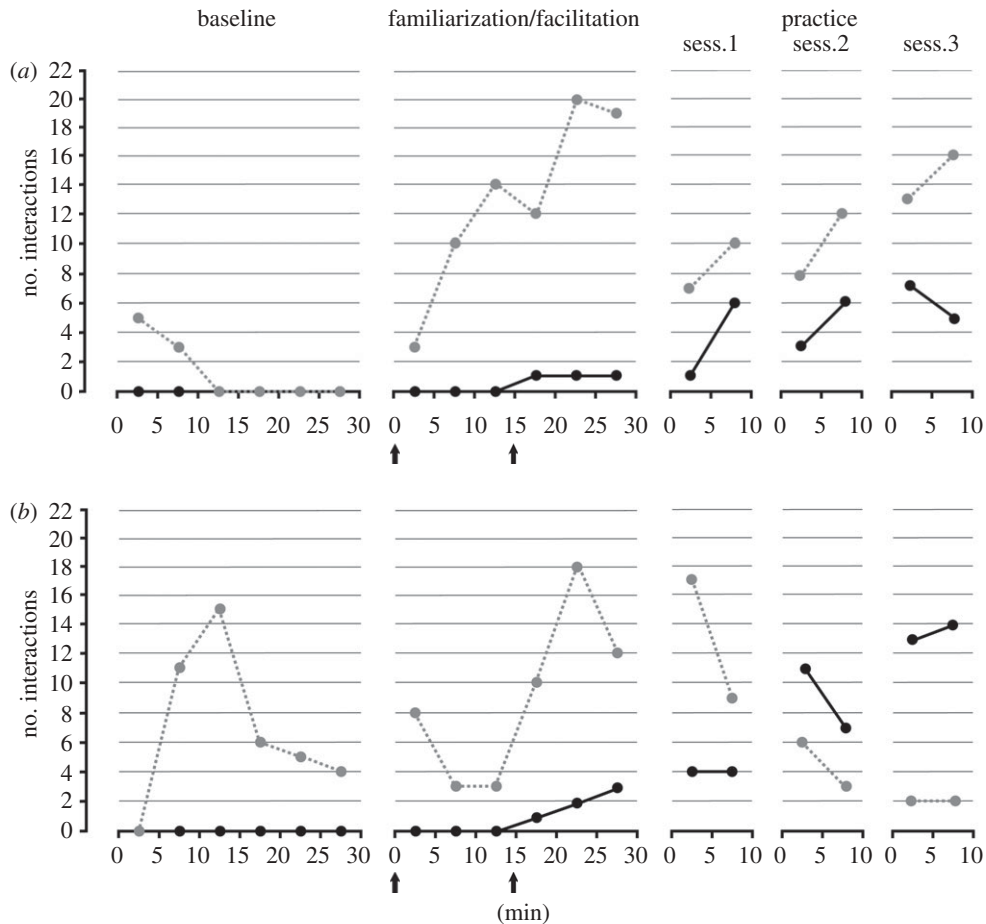 baseline familiarization/facilitation practice
sess.1 sess.2 sess.3
(a)
22
20
18
16
14
12
10
8
6
4
2
0
no. interactions
0 5 10 15 20 25 30 0 5 10 15 20 25 30 0 5 10 0 5 10 0 5 10
(b)
22
20
18
16
14
12
10
8
6
4
2
0
no. interactions
0 5 10 15 20 25 30 0 5 10 15 20 25 30 0 5 10 0 5 10 0 5 10
(min)